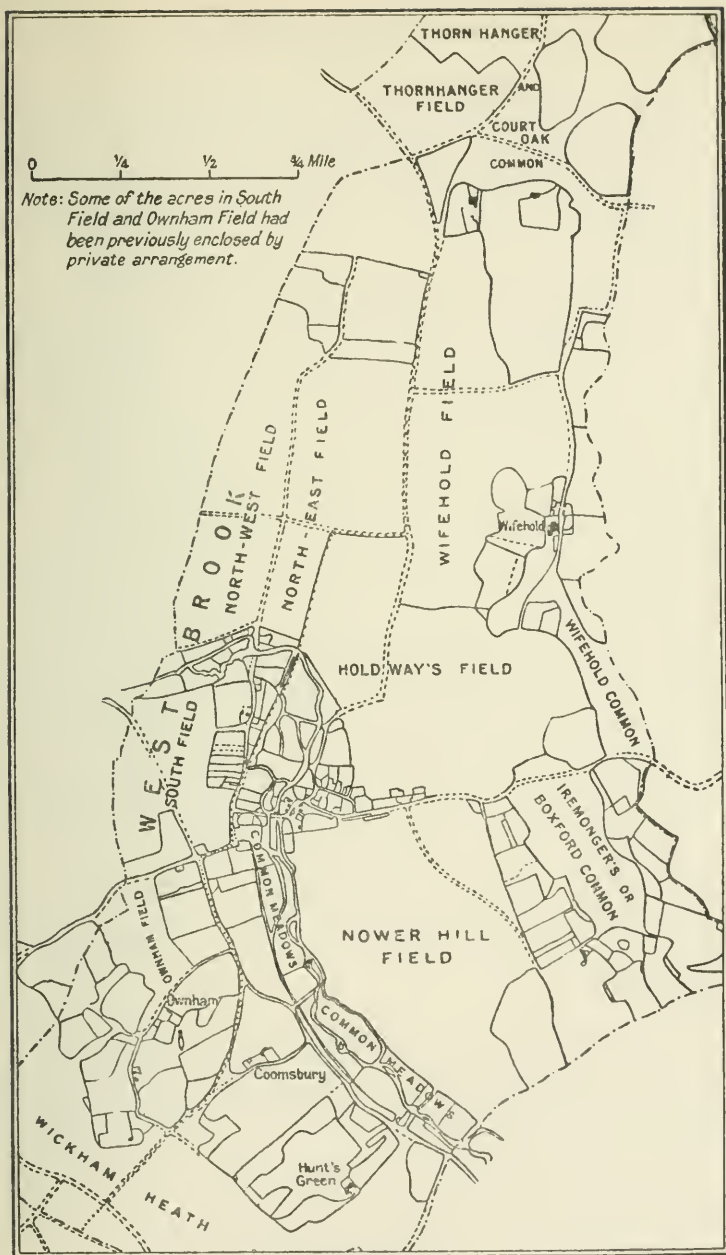 THORN HANGER
THORNHANGER
FIELD
AND
COURT
OAK
COMMON
0 ¼ ½ ¾ Mile
Note: Some of the acres in South
Field and Ownham Field had
been previously enclosed by
private arrangement.
WEST BROOK
NORTH-WEST FIELD
NORTH-EAST FIELD
WIFEHOLD FIELD
Wifehold
WIFEHOLD COMMON
HOLDWAY'S FIELD
SOUTH FIELD
IREMONGER'S OR
BOXFORD COMMON
COMMON MEADOWS
OWNHAM FIELD
NOWER HILL
FIELD
Ownham
COMMON MEADOWS
Coomsbury
Hunt's
Green
WICKHAM
HEATH